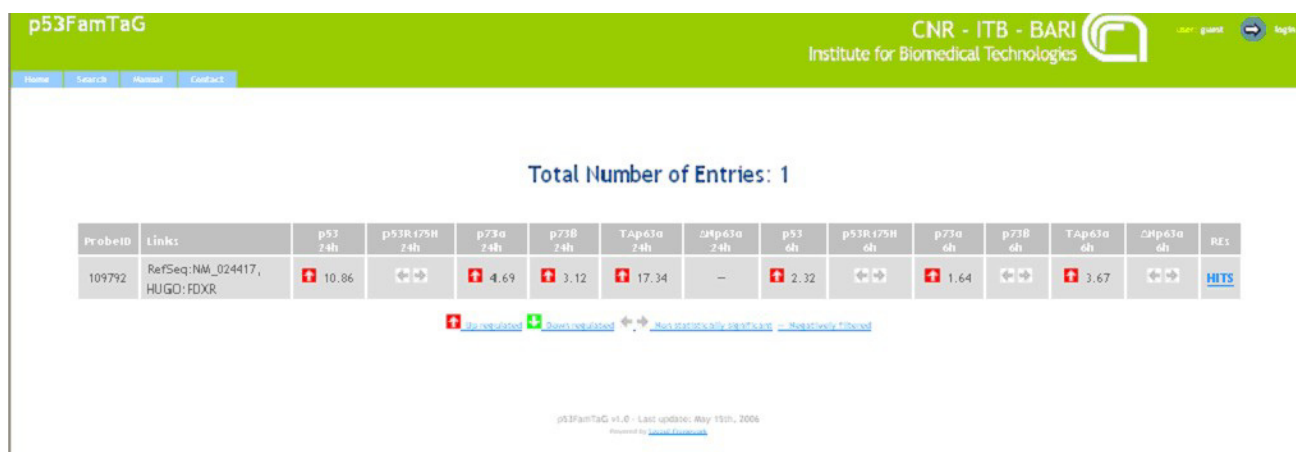 p53FamTaG
CNR - ITB - BARI
Institute for Biomedical Technologies
user: guest login
Home Search Manual Contact
Total Number of Entries: 1
ProbeID Links p53 24h p53R175H 24h p73α 24h p73β 24h TAp63α 24h ΔNp63α 24h p53 6h p53R175H 6h p73α 6h p73β 6h TAp63α 6h ΔNp63α 6h REs
109792 RefSeq:NM_024417, HUGO:FDXR 10.86 4.69 3.12 17.34 – 2.32 1.64 3.67 HITS
Up regulated Down regulated , Non statistically significant – Negatively filtered
p53FamTaG v1.0 - Last update: May 15th, 2006
Powered by